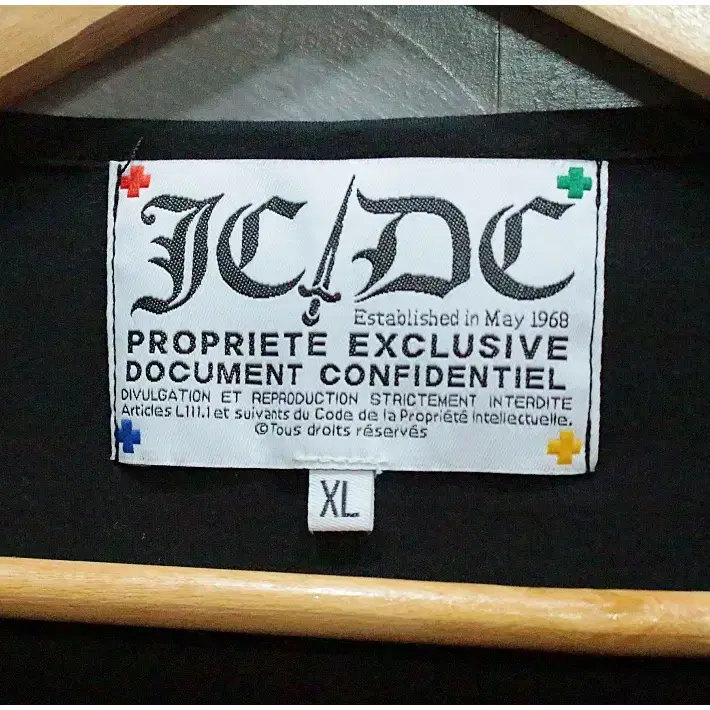 JC DC
Established in May 1968
PROPRIETE EXCLUSIVE
DOCUMENT CONFIDENTIEL
DIVULGATION ET REPRODUCTION STRICTEMENT INTERDITE
Articles L111.1 et suivants du Code de la Propriété intellectuelle.
©Tous droits réservés
XL